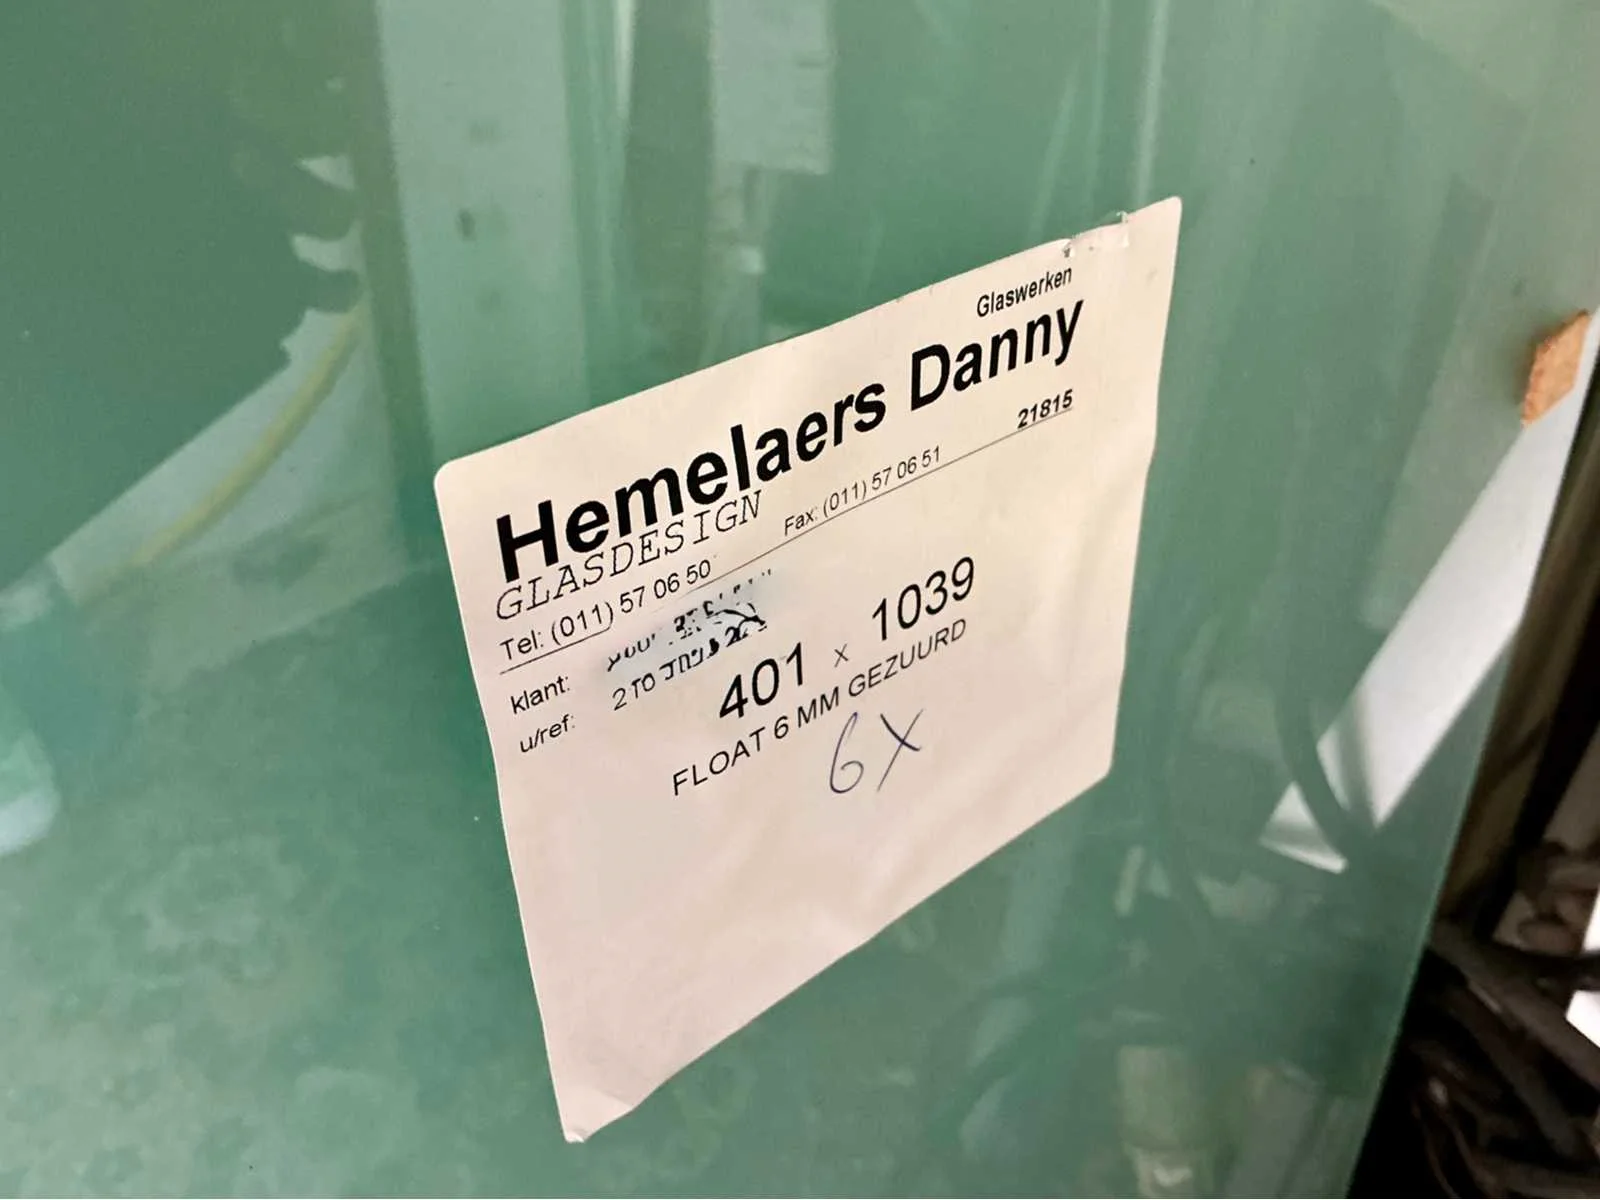 Glaswerken
Hemelaers Danny
GLASDESIGN
21815
Tel: (011) 57 06 50 Fax: (011) 57 06 51
klant:
u/ref:
401 x 1039
FLOAT 6 MM GEZUURD
6X